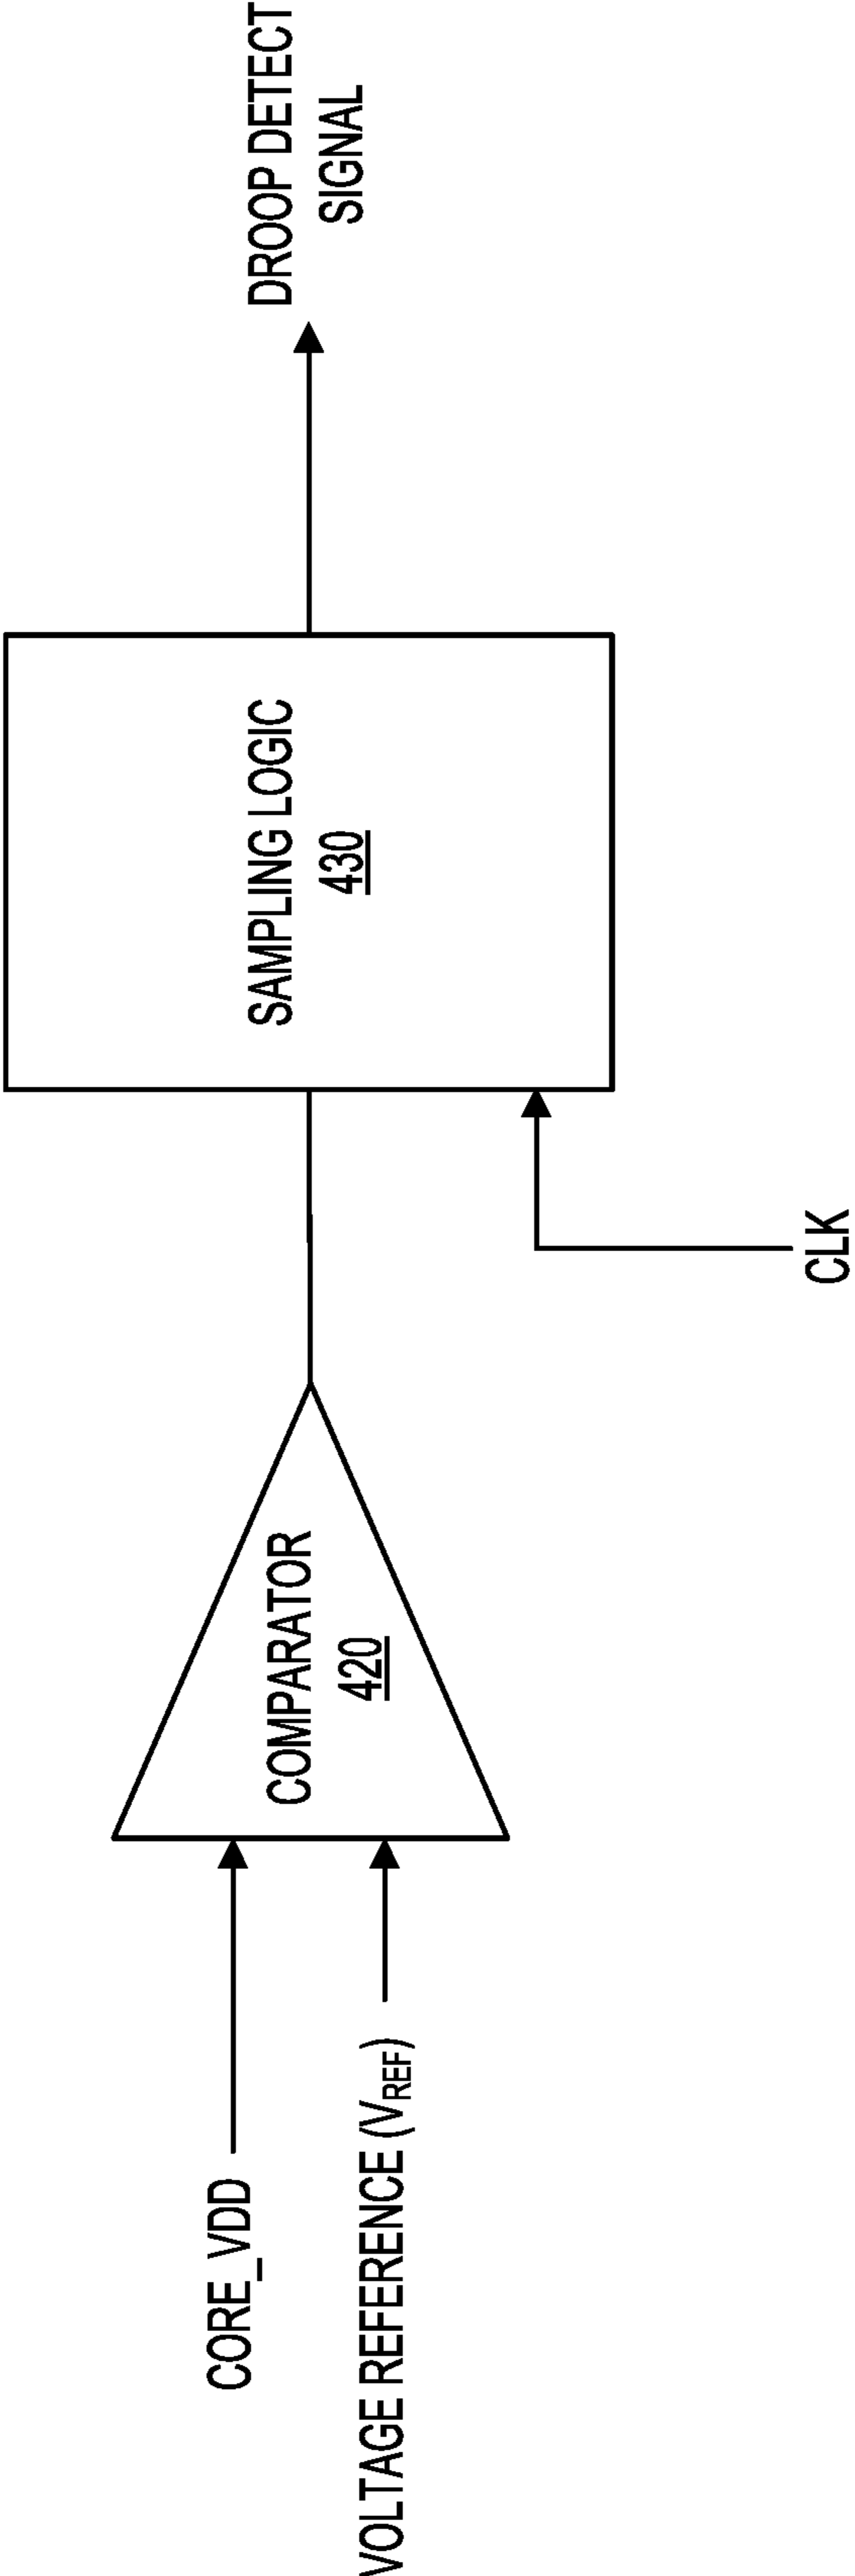 CORE_VDD
VOLTAGE REFERENCE (VREF)
COMPARATOR
420
CLK
SAMPLING LOGIC
430
DROOP DETECT
SIGNAL